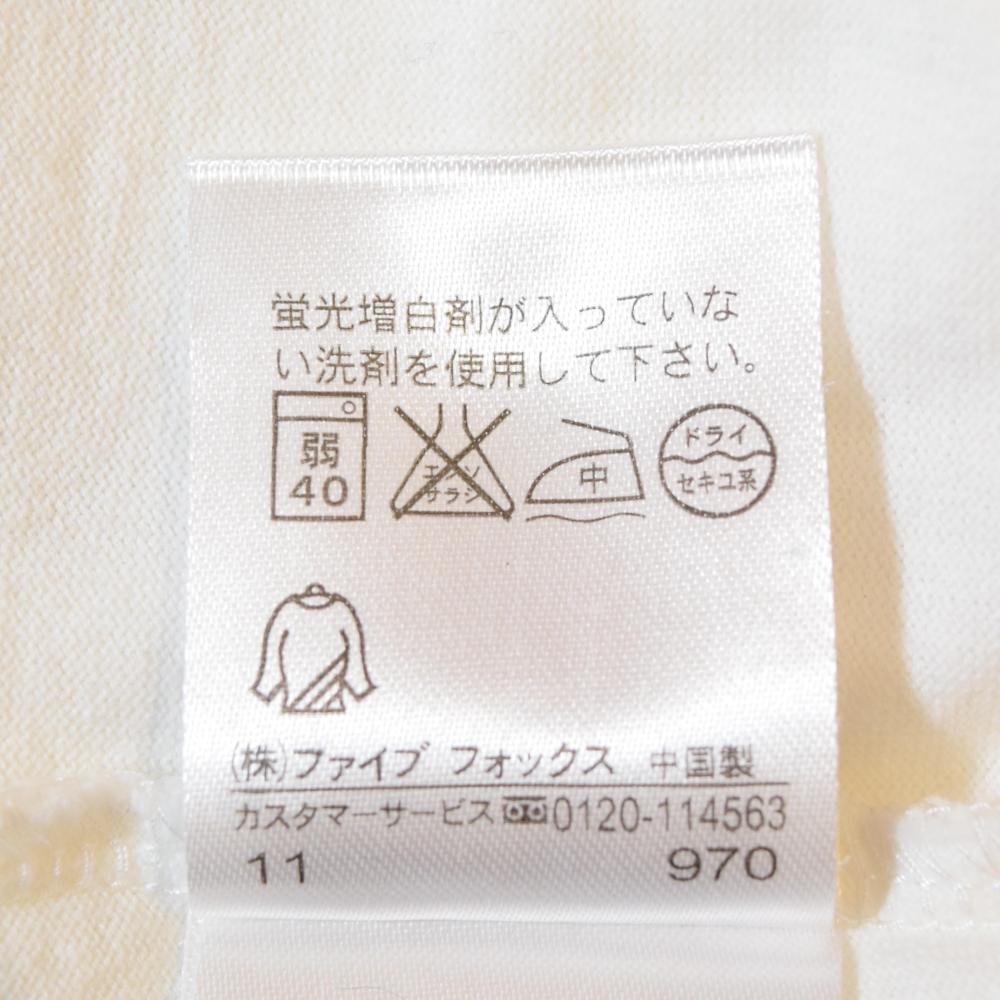 蛍光増白剤が入っていな
い洗剤を使用して下さい。
弱
40
エンソ
サラシ
中
ドライ
セキユ系
(株)ファイブ フォックス 中国製
カスタマーサービス 0120-114563
11 970